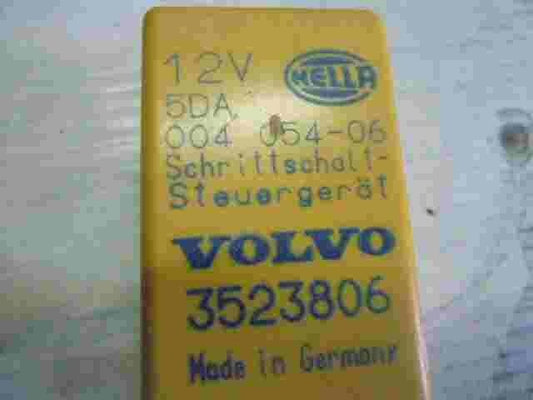 12V HELLA
5DA
004 054-06
Schrittschalt-
Steuergerät
VOLVO
3523806
Made in Germany